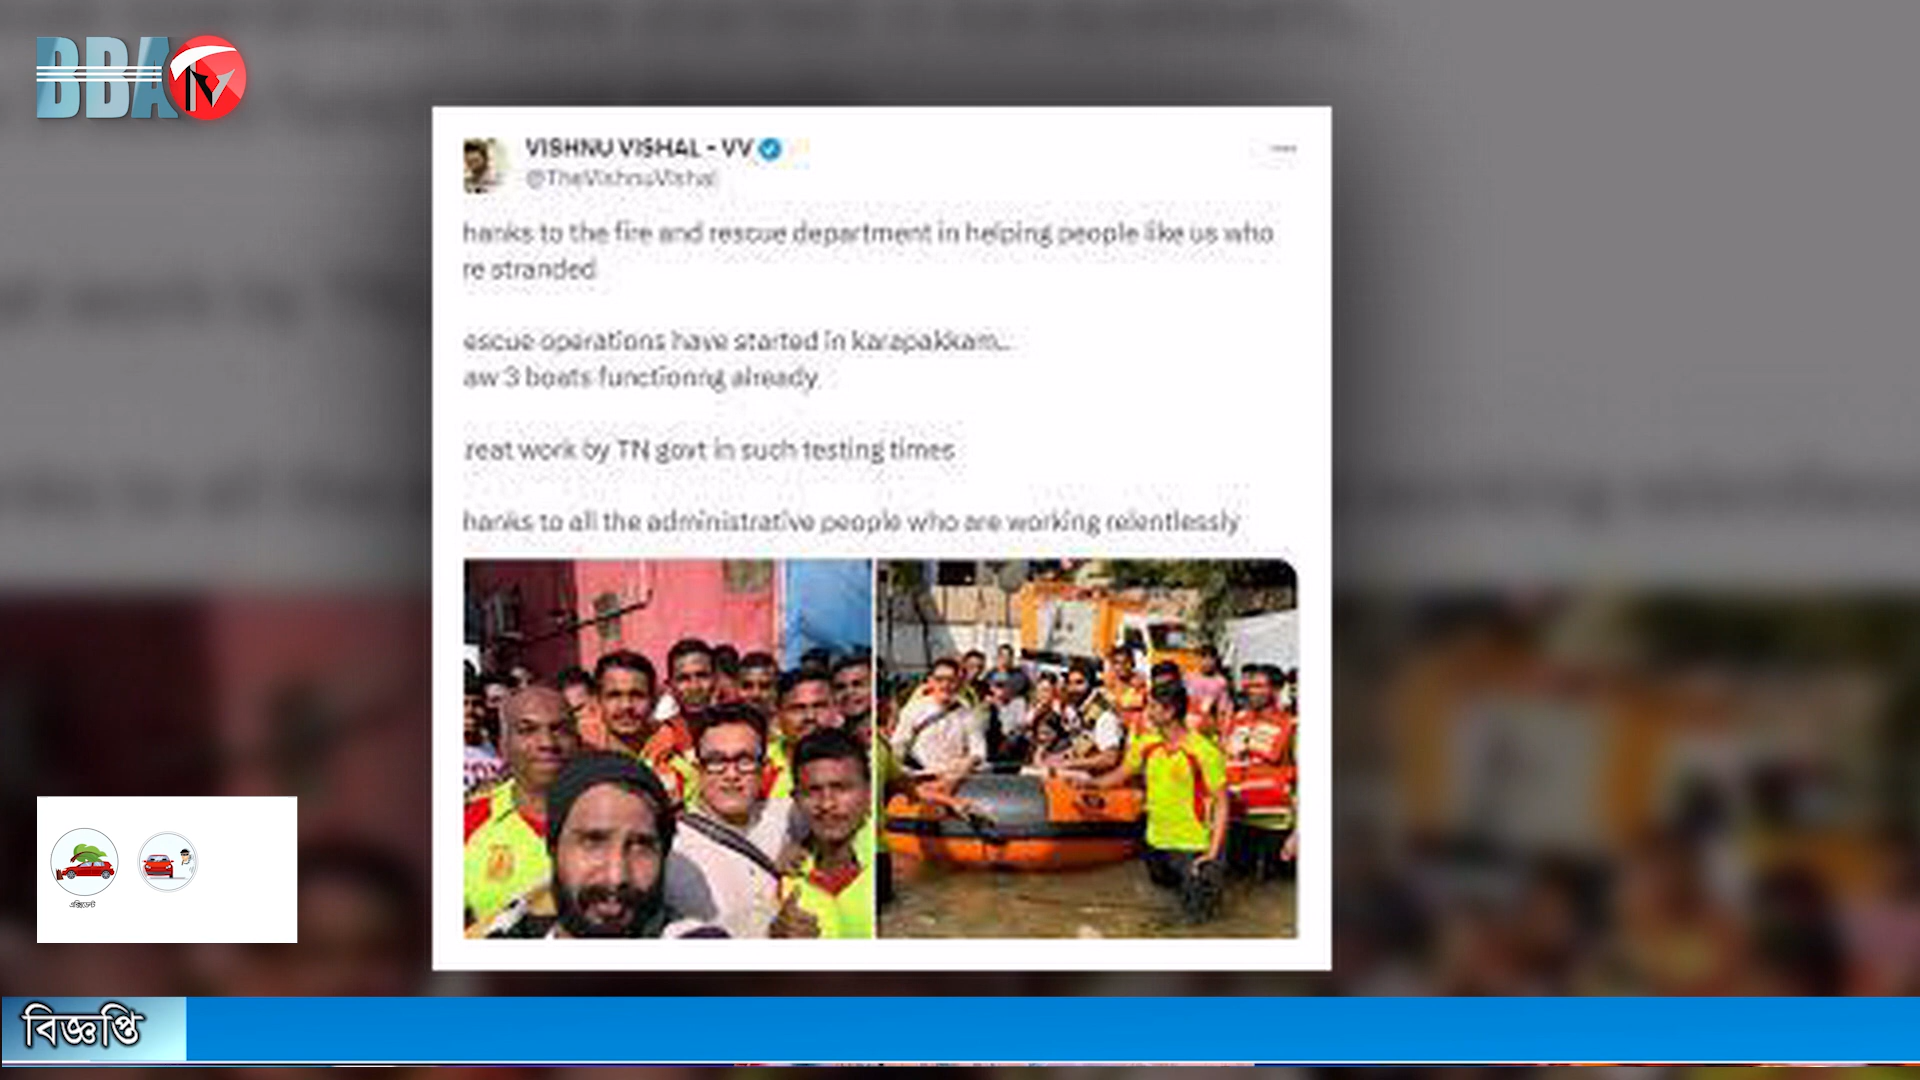 BBA TV
VISHNU VISHAL - VV
@TheVishnuVishal
hanks to the fire and rescue department in helping people like us who
re stranded
escue operations have started in karapakkam...
aw 3 boats functionng already
reat work by TN govt in such testing times
hanks to all the administrative people who are working relentlessly
এক্সিডেন্ট
বিজ্ঞপ্তি